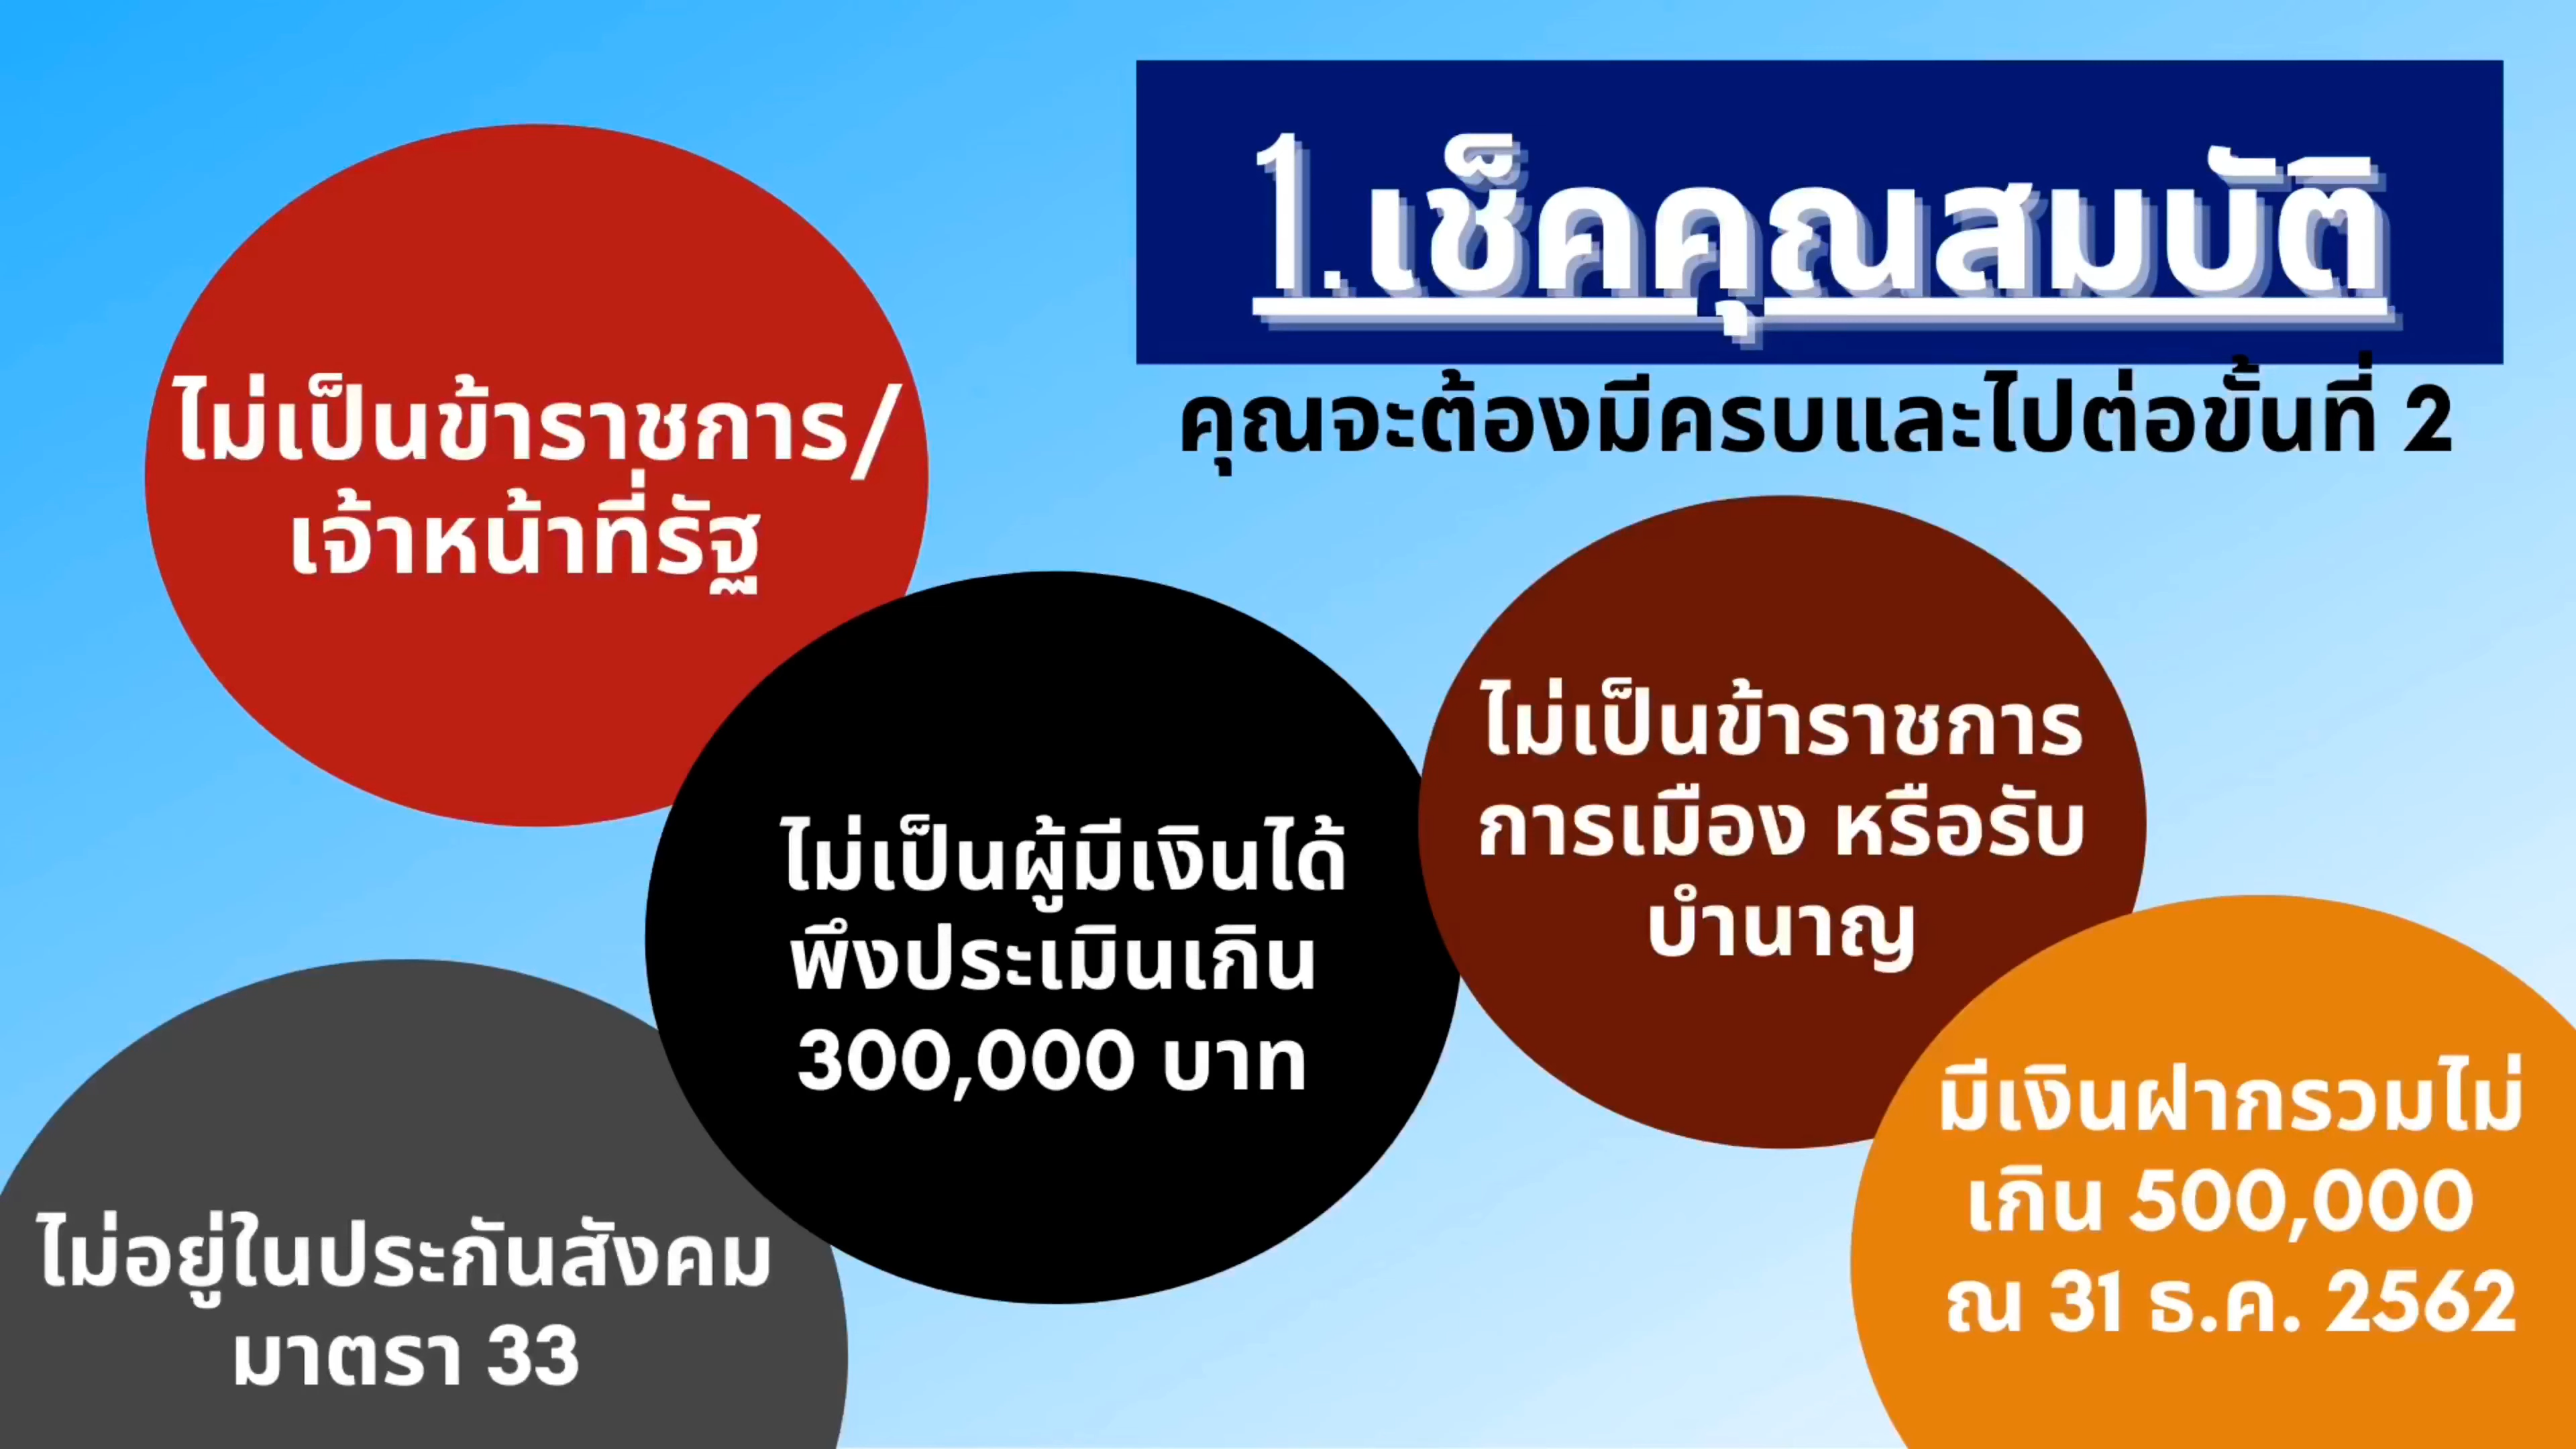 1.เช็คคุณสมบัติ
คุณจะต้องมีครบและไปต่อขั้นที่ 2
ไม่เป็นข้าราชการ/
เจ้าหน้าที่รัฐ
ไม่เป็นผู้มีเงินได้
พึงประเมินเกิน
300,000 บาท
ไม่เป็นข้าราชการ
การเมือง หรือรับ
บำนาญ
ไม่อยู่ในประกันสังคม
มาตรา 33
มีเงินฝากรวมไม่
เกิน 500,000
ณ 31 ธ.ค. 2562